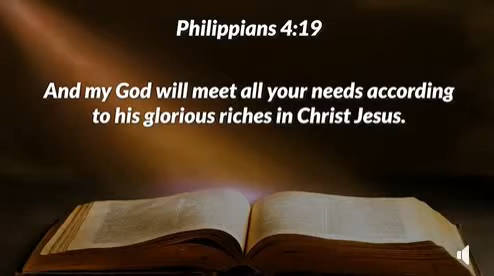 Philippians 4:19
And my God will meet all your needs according
to his glorious riches in Christ Jesus.